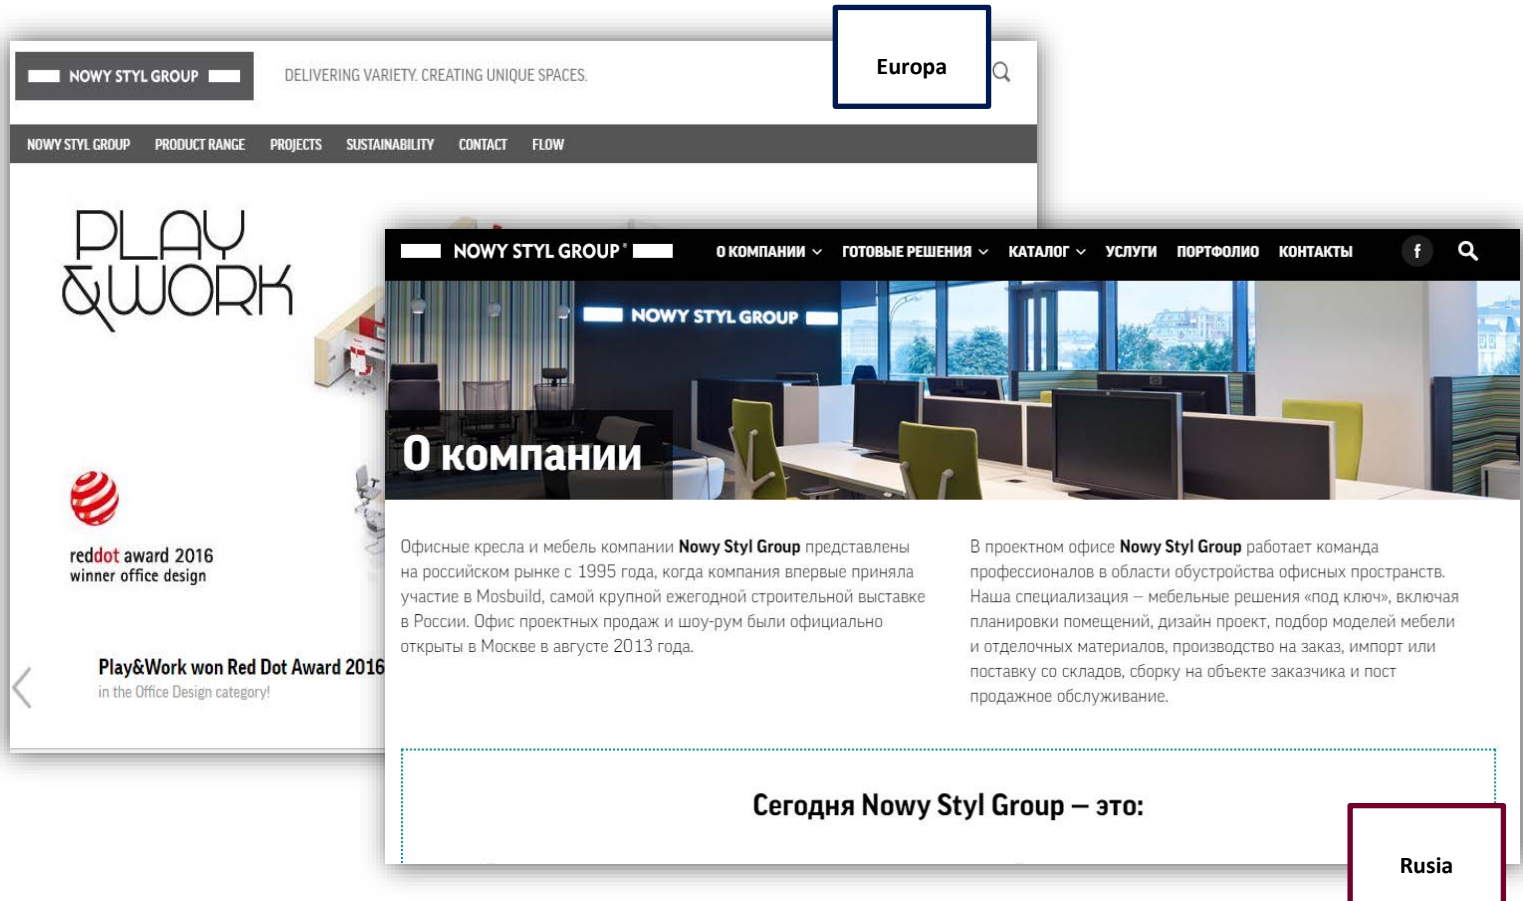 Europa
NOWY STYL GROUP
DELIVERING VARIETY. CREATING UNIQUE SPACES.
NOWY STYL GROUP PRODUCT RANGE PROJECTS SUSTAINABILITY CONTACT FLOW
PLAY
&WORK
reddot award 2016
winner office design
Play&Work won Red Dot Award 2016
in the Office Design category!
NOWY STYL GROUP® О КОМПАНИИ ГОТОВЫЕ РЕШЕНИЯ КАТАЛОГ УСЛУГИ ПОРТФОЛИО КОНТАКТЫ f
NOWY STYL GROUP
О компании
Офисные кресла и мебель компании Nowy Styl Group представлены
на российском рынке с 1995 года, когда компания впервые приняла
участие в Mosbuild, самой крупной ежегодной строительной выставке
в России. Офис проектных продаж и шоу-рум были официально
открыты в Москве в августе 2013 года.
В проектном офисе Nowy Styl Group работает команда
профессионалов в области обустройства офисных пространств.
Наша специализация – мебельные решения «под ключ», включая
планировки помещений, дизайн проект, подбор моделей мебели
и отделочных материалов, производство на заказ, импорт или
поставку со складов, сборку на объекте заказчика и пост
продажное обслуживание.
Сегодня Nowy Styl Group – это:
Rusia